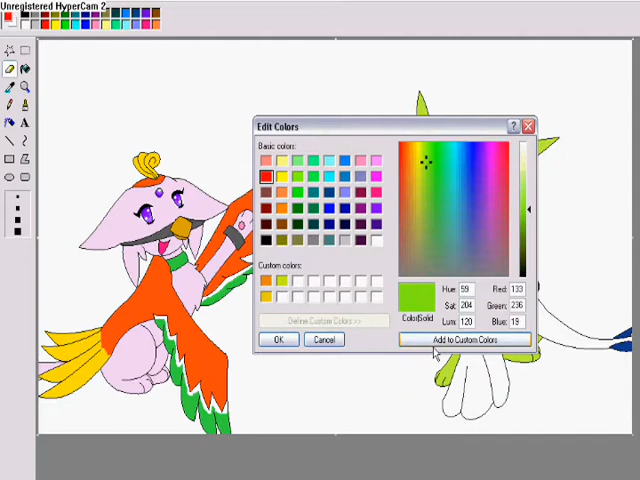 Unregistered HyperCam 2
A
Edit Colors
?
Basic colors:
Custom colors:
Define Custom Colors >>
OK
Cancel
Color|Solid
Hue: 59
Sat: 204
Lum: 120
Red: 133
Green: 236
Blue: 19
Add to Custom Colors